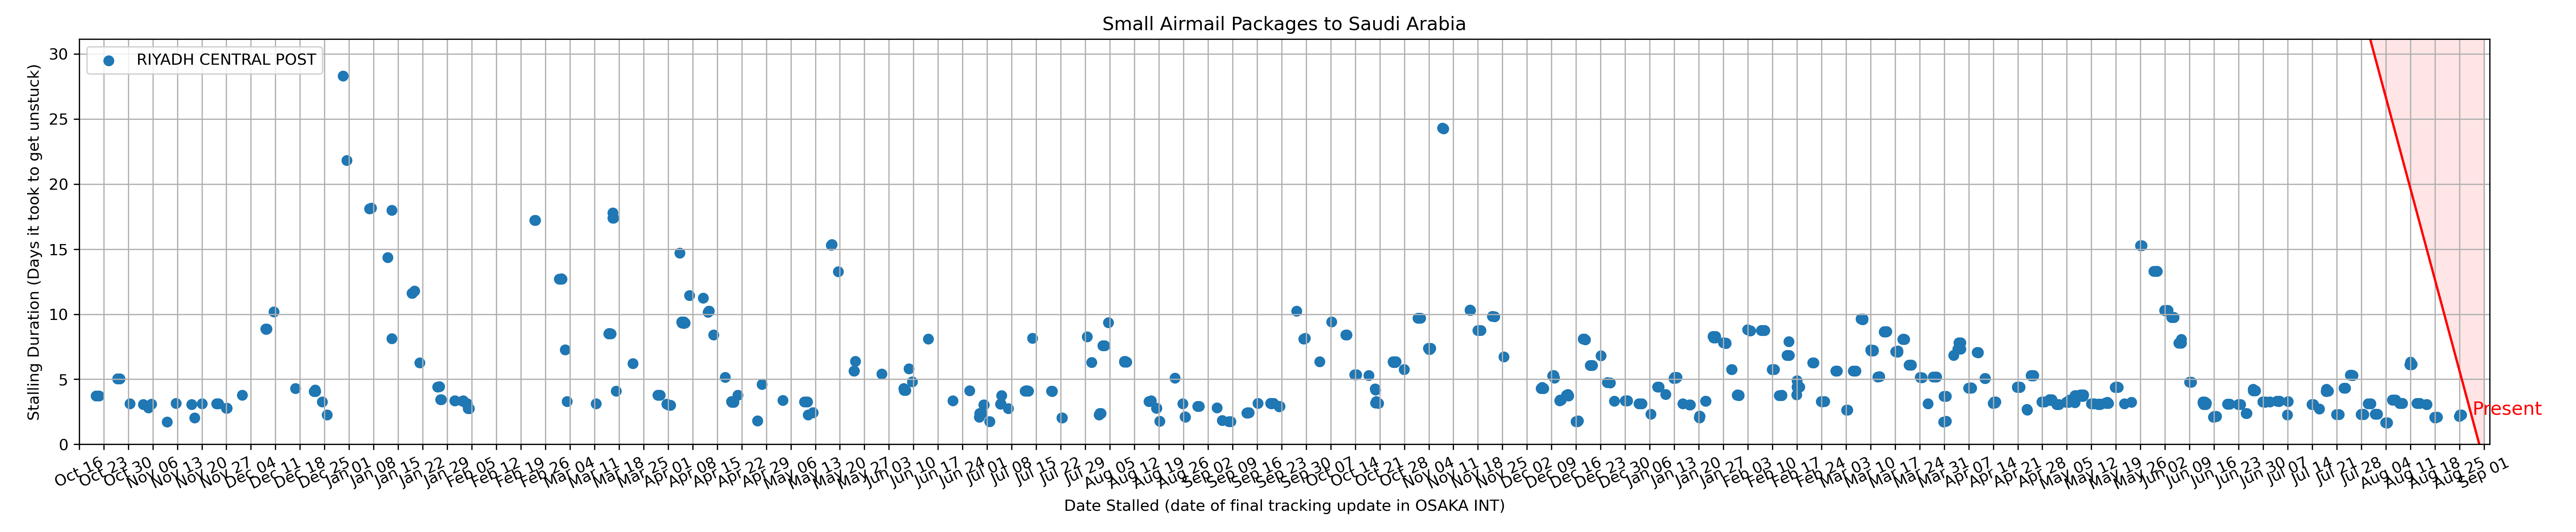 Small Airmail Packages to Saudi Arabia
RIYADH CENTRAL POST
Stalling Duration (Days it took to get unstuck)
30
25
20
15
10
5
0
Present
Oct 16
Oct 23
Oct 30
Nov 06
Nov 13
Nov 20
Nov 27
Dec 04
Dec 11
Dec 18
Dec 25
Jan 01
Jan 08
Jan 15
Jan 22
Jan 29
Feb 05
Feb 12
Feb 19
Feb 26
Mar 04
Mar 11
Mar 18
Mar 25
Apr 01
Apr 08
Apr 15
Apr 22
Apr 29
May 06
May 13
May 20
May 27
Jun 03
Jun 10
Jun 17
Jun 24
Jul 01
Jul 08
Jul 15
Jul 22
Jul 29
Aug 05
Aug 12
Aug 19
Aug 26
Sep 02
Sep 09
Sep 16
Sep 23
Sep 30
Oct 07
Oct 14
Oct 21
Oct 28
Nov 04
Nov 11
Nov 18
Nov 25
Dec 02
Dec 09
Dec 16
Dec 23
Dec 30
Jan 06
Jan 13
Jan 20
Jan 27
Feb 03
Feb 10
Feb 17
Feb 24
Mar 03
Mar 10
Mar 17
Mar 24
Mar 31
Apr 07
Apr 14
Apr 21
Apr 28
May 05
May 12
May 19
May 26
Jun 02
Jun 09
Jun 16
Jun 23
Jun 30
Jul 07
Jul 14
Jul 21
Jul 28
Aug 04
Aug 11
Aug 18
Aug 25
Sep 01
Date Stalled (date of final tracking update in OSAKA INT)